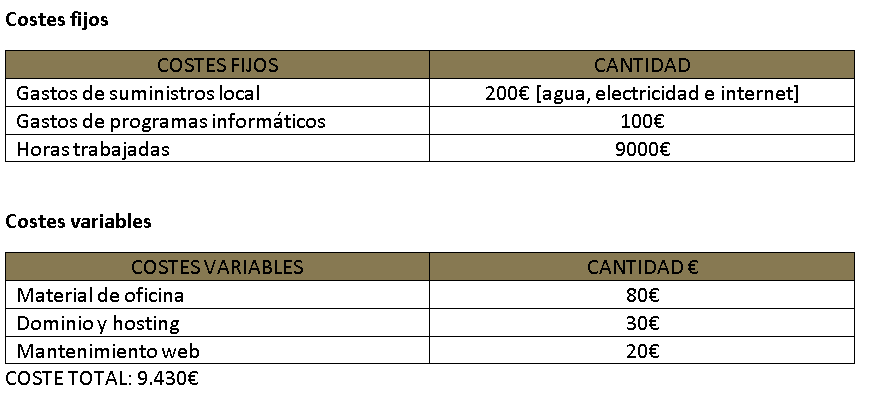 Costes fijos
COSTES FIJOS CANTIDAD
Gastos de suministros local 200€ [agua, electricidad e internet]
Gastos de programas informáticos 100€
Horas trabajadas 9000€
Costes variables
COSTES VARIABLES CANTIDAD €
Material de oficina 80€
Dominio y hosting 30€
Mantenimiento web 20€
COSTE TOTAL: 9.430€